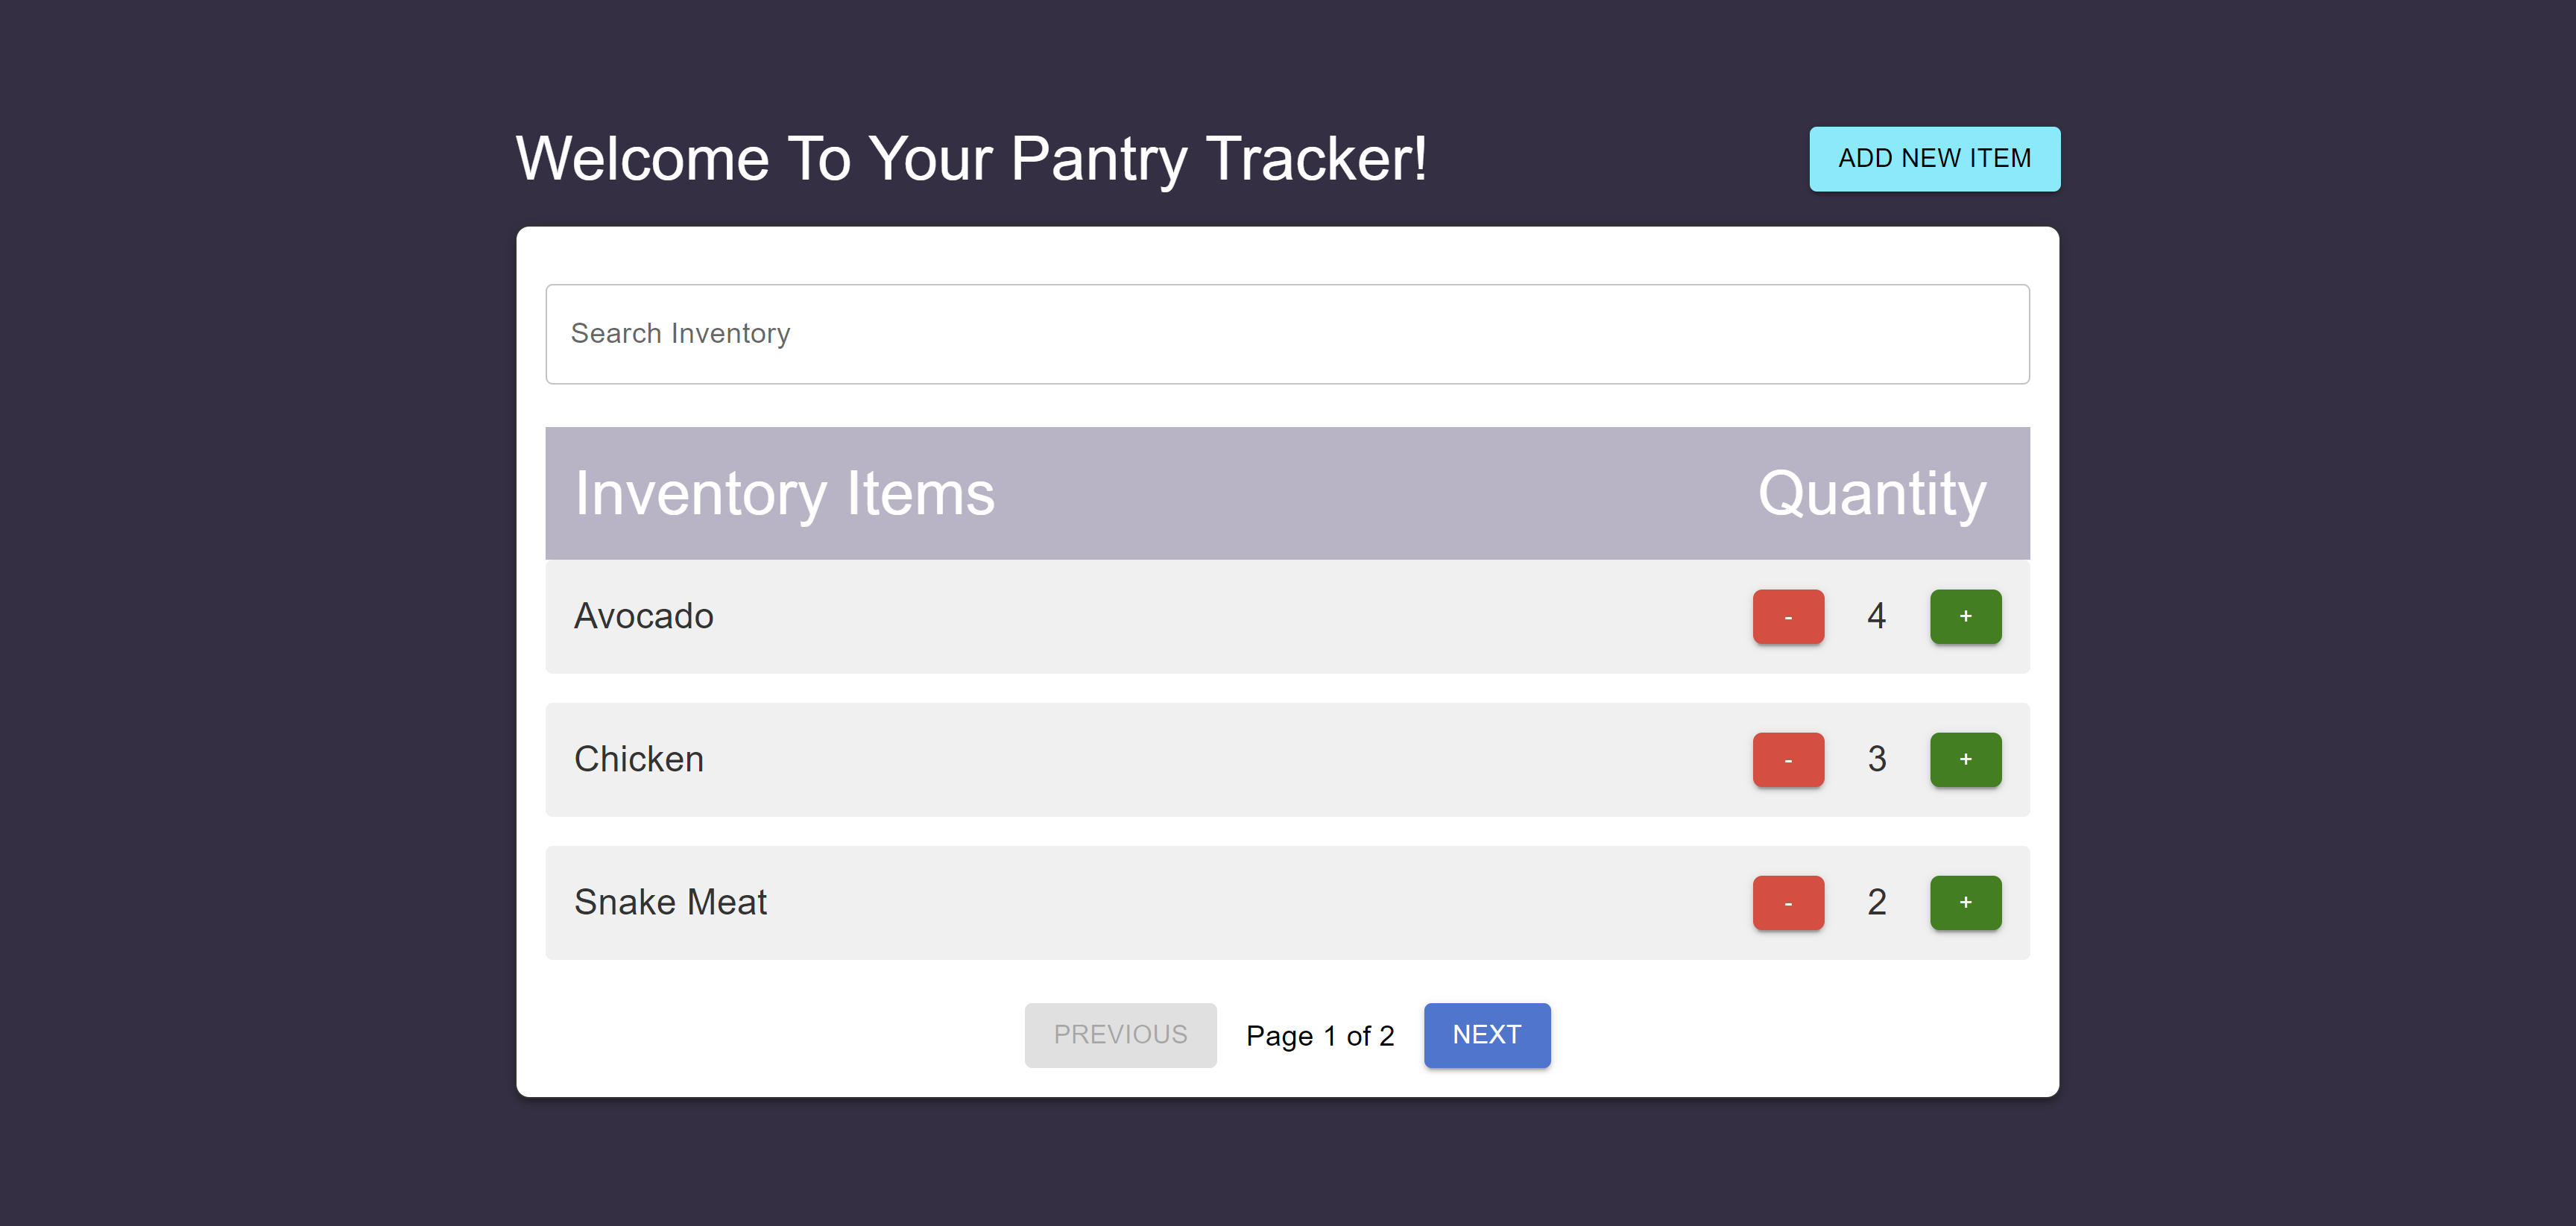 Welcome To Your Pantry Tracker!
ADD NEW ITEM
Search Inventory
Inventory Items
Quantity
Avocado
- 4 +
Chicken
- 3 +
Snake Meat
- 2 +
PREVIOUS
Page 1 of 2
NEXT